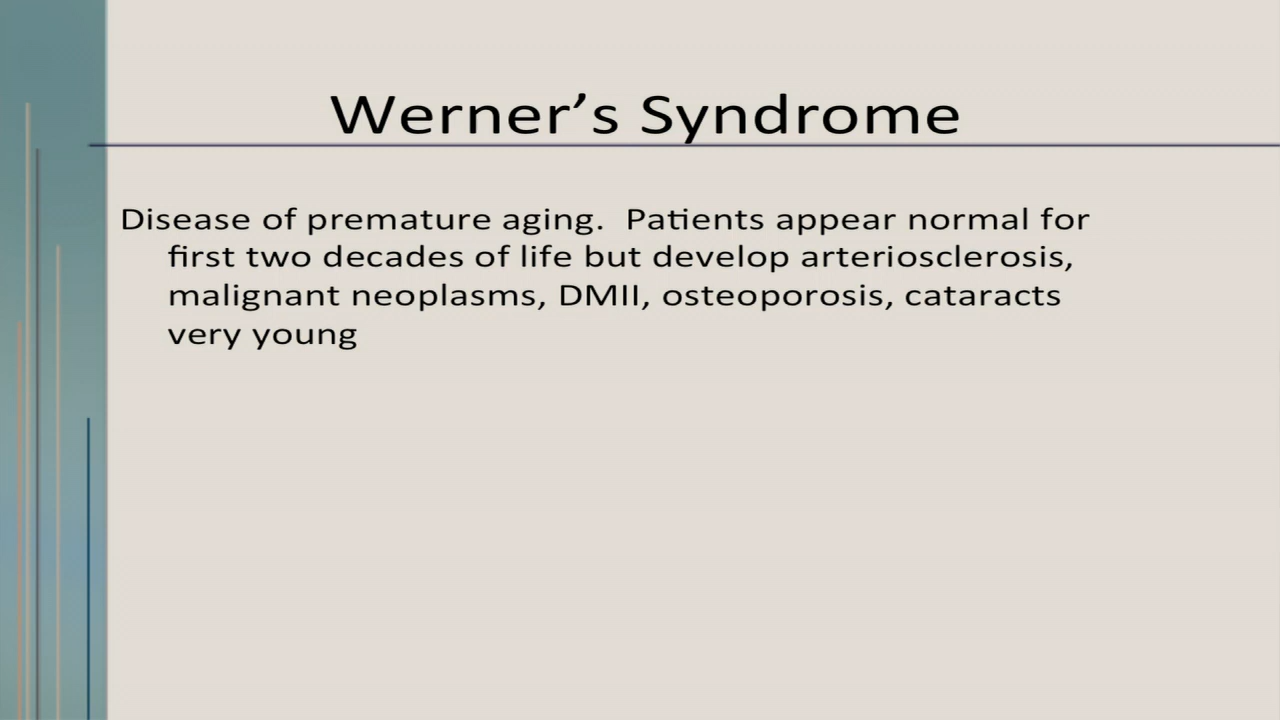 Werner’s Syndrome
Disease of premature aging.  Patients appear normal for
first two decades of life but develop arteriosclerosis,
malignant neoplasms, DMII, osteoporosis, cataracts
very young